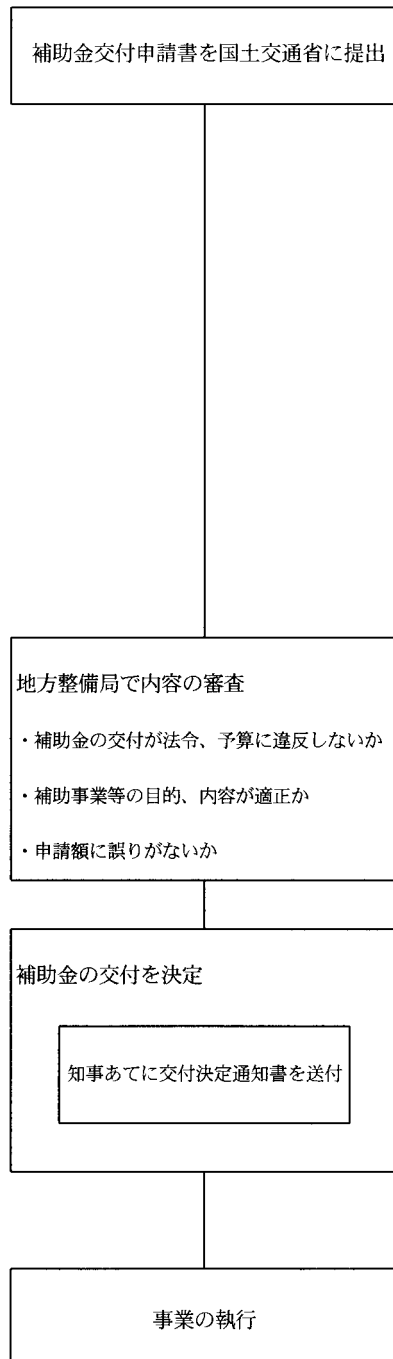 補助金交付申請書を国土交通省に提出
地方整備局で内容の審査
・補助金の交付が法令、予算に違反しないか
・補助事業等の目的、内容が適正か
・申請額に誤りがないか
補助金の交付を決定
知事あてに交付決定通知書を送付
事業の執行